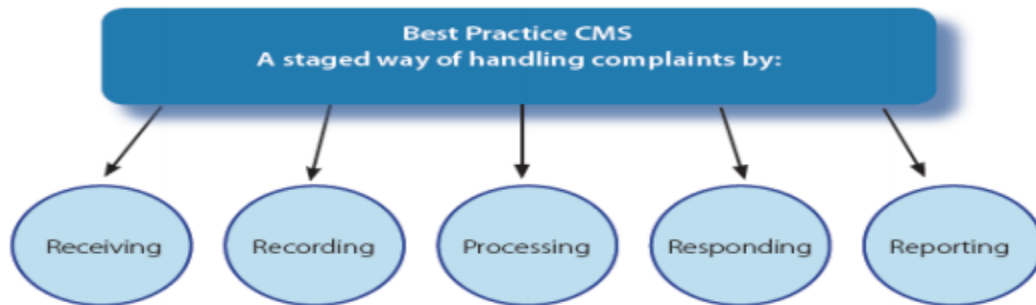 Best Practice CMS
A staged way of handling complaints by:
Receiving
Recording
Processing
Responding
Reporting